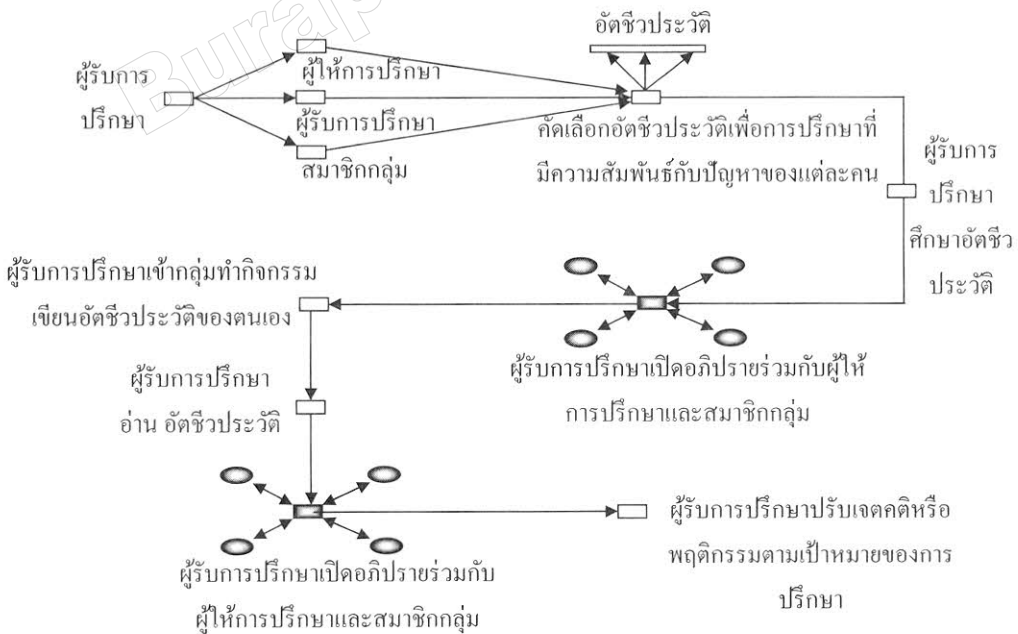 ผู้รับการ
ปรึกษา
ผู้ให้การปรึกษา
ผู้รับการปรึกษา
สมาชิกกลุ่ม
อัตชีวประวัติ
คัดเลือกอัตชีวประวัติเพื่อการปรึกษาที่
มีความสัมพันธ์กับปัญหาของแต่ละคน
ผู้รับการ
ปรึกษา
ศึกษาอัตชีว
ประวัติ
ผู้รับการปรึกษาเปิดอภิปรายร่วมกับผู้ให้
การปรึกษาและสมาชิกกลุ่ม
ผู้รับการปรึกษาเข้ากลุ่มทำกิจกรรม
เขียนอัตชีวประวัติของตนเอง
ผู้รับการปรึกษา
อ่าน อัตชีวประวัติ
ผู้รับการปรึกษาเปิดอภิปรายร่วมกับ
ผู้ให้การปรึกษาและสมาชิกกลุ่ม
ผู้รับการปรึกษาปรับเจตคติหรือ
พฤติกรรมตามเป้าหมายของการ
ปรึกษา